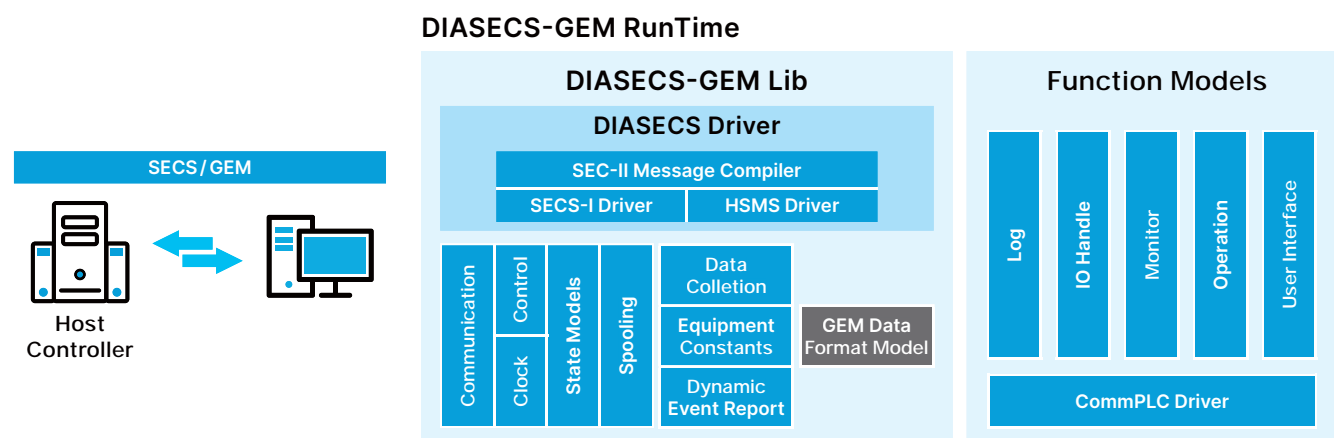 DIASECS-GEM RunTime
SECS/GEM
Host
Controller
DIASECS-GEM Lib
DIASECS Driver
SEC-II Message Compiler
SECS-I Driver
HSMS Driver
Communication
Control
Clock
State Models
Spooling
Data
Colletion
Equipment
Constants
Dynamic
Event Report
GEM Data
Format Model
Function Models
Log
IO Handle
Monitor
Operation
User Interface
CommPLC Driver